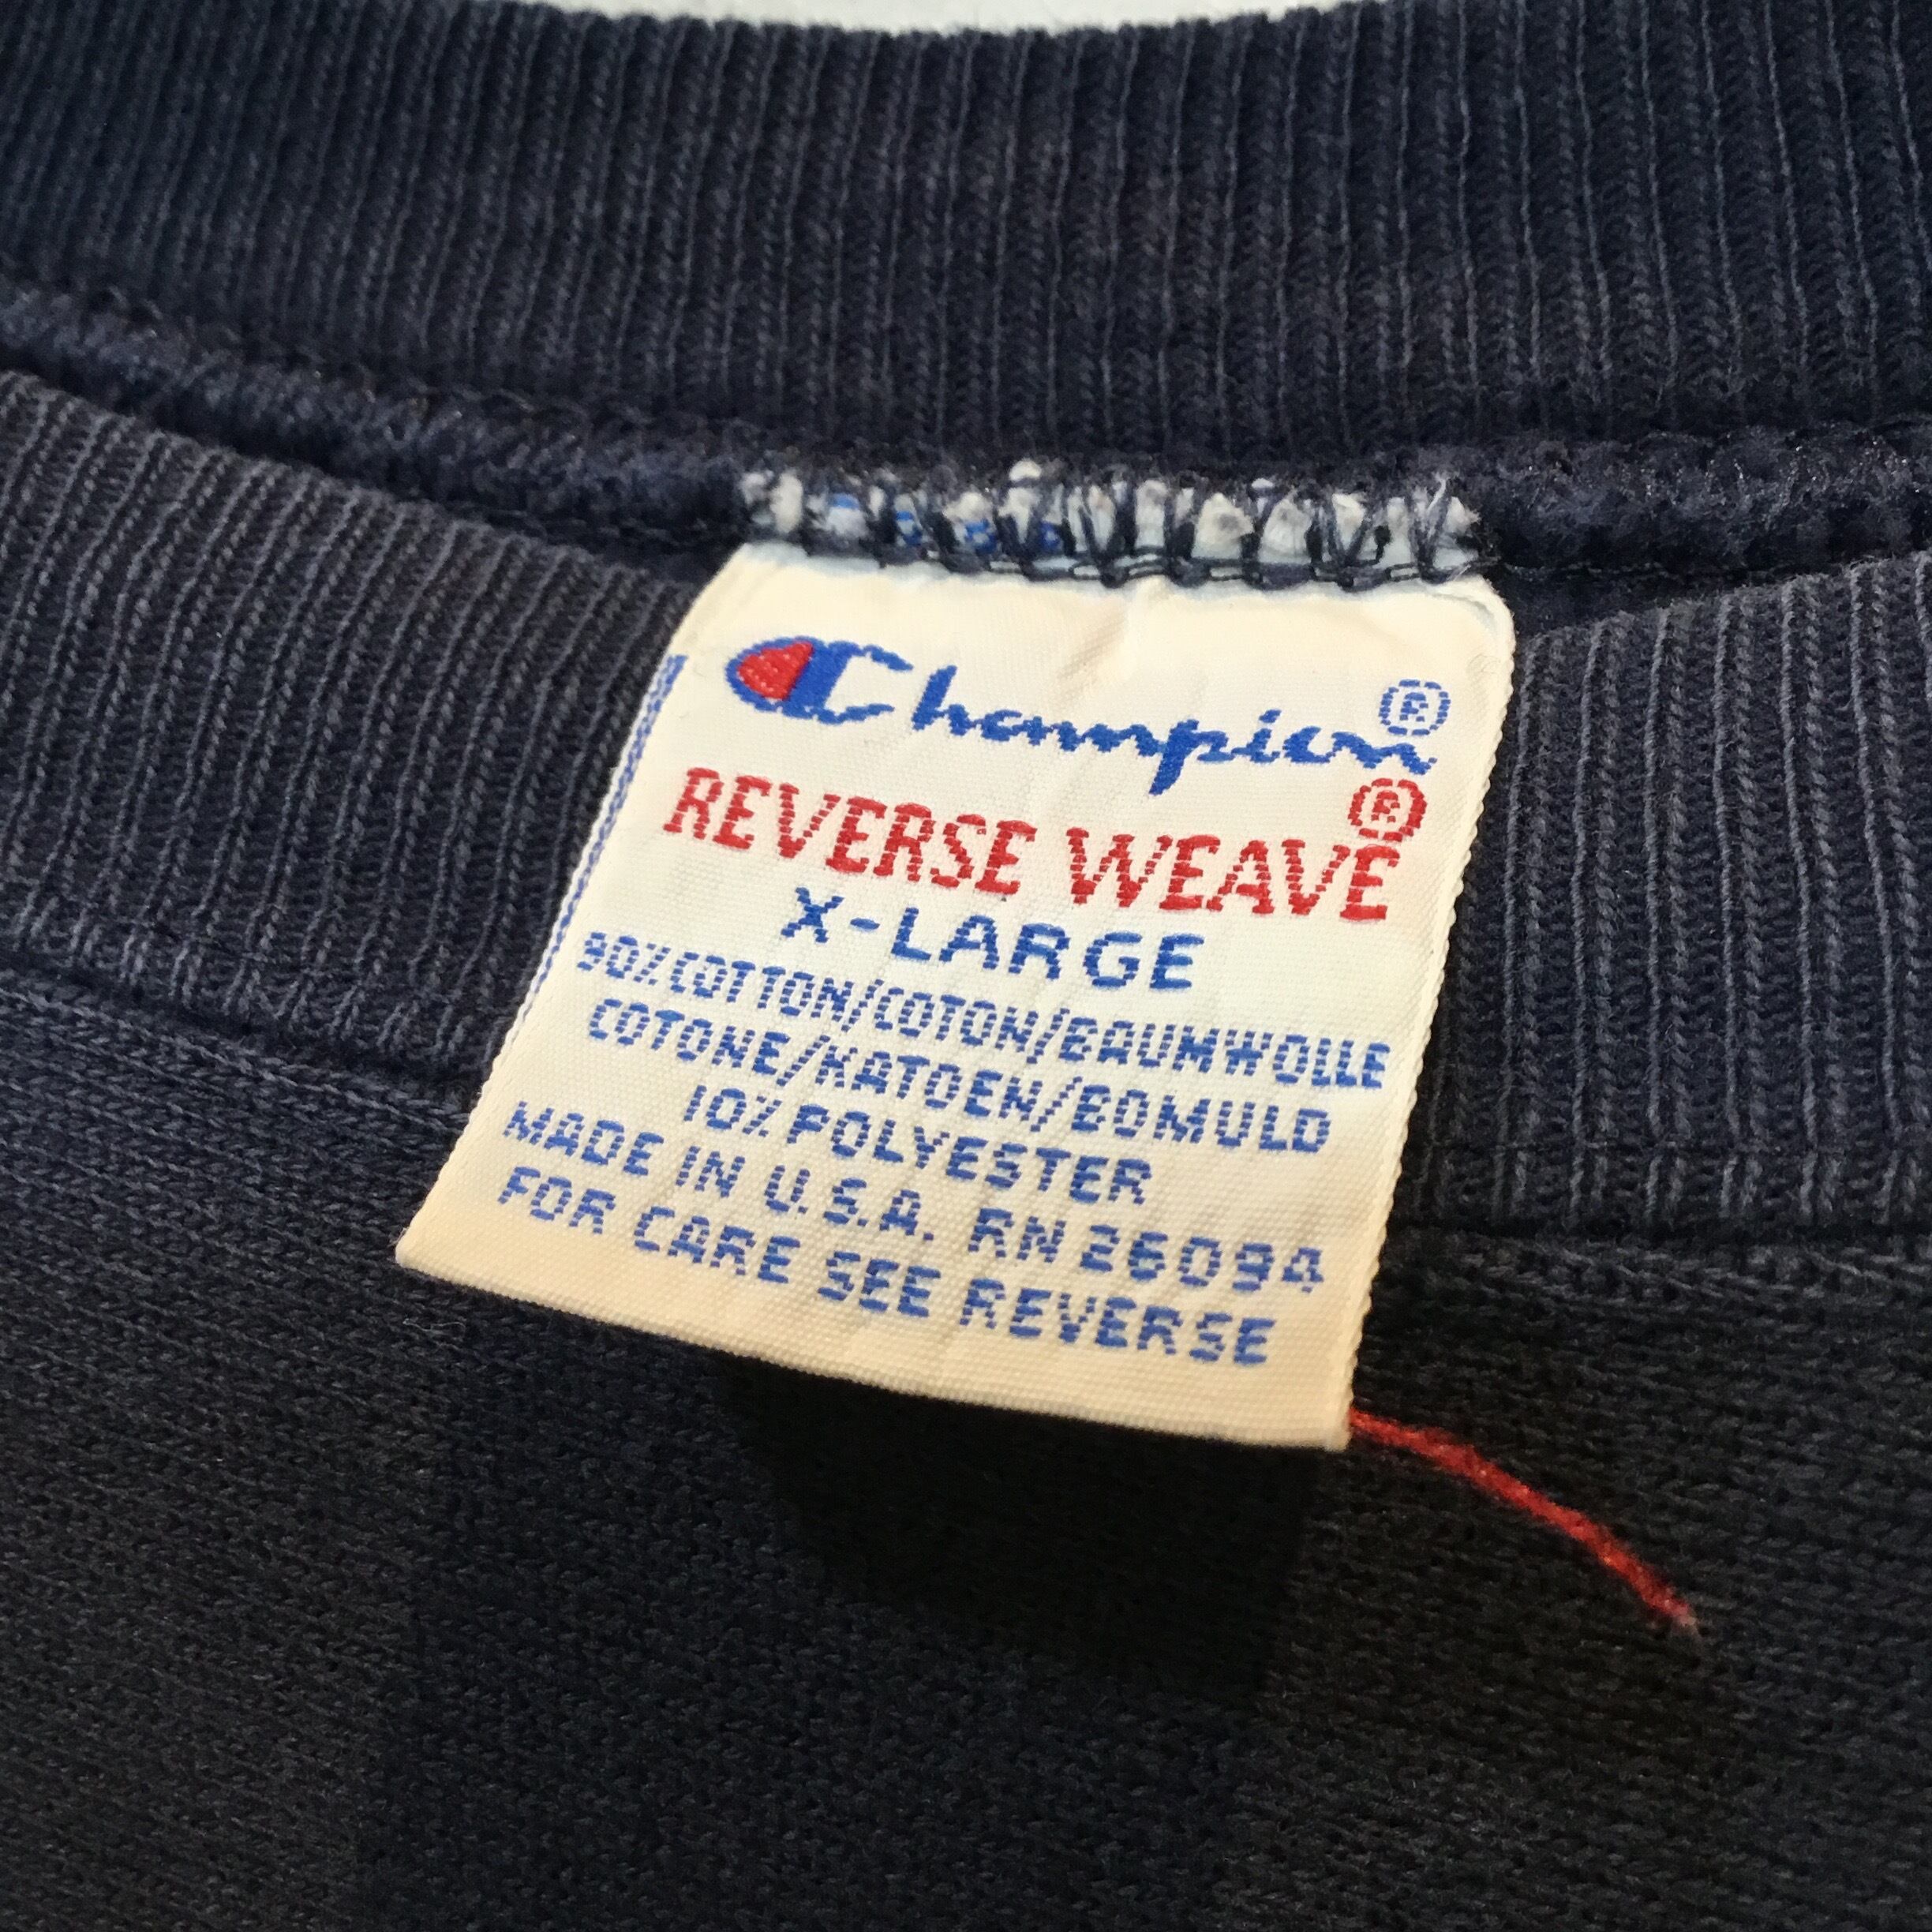 Champion®
REVERSE WEAVE®
X-LARGE
90% COTTON/COTON/BAUMWOLLE
COTONE/KATOEN/BOMULD
10% POLYESTER
MADE IN U.S.A. RN 26094
FOR CARE SEE REVERSE